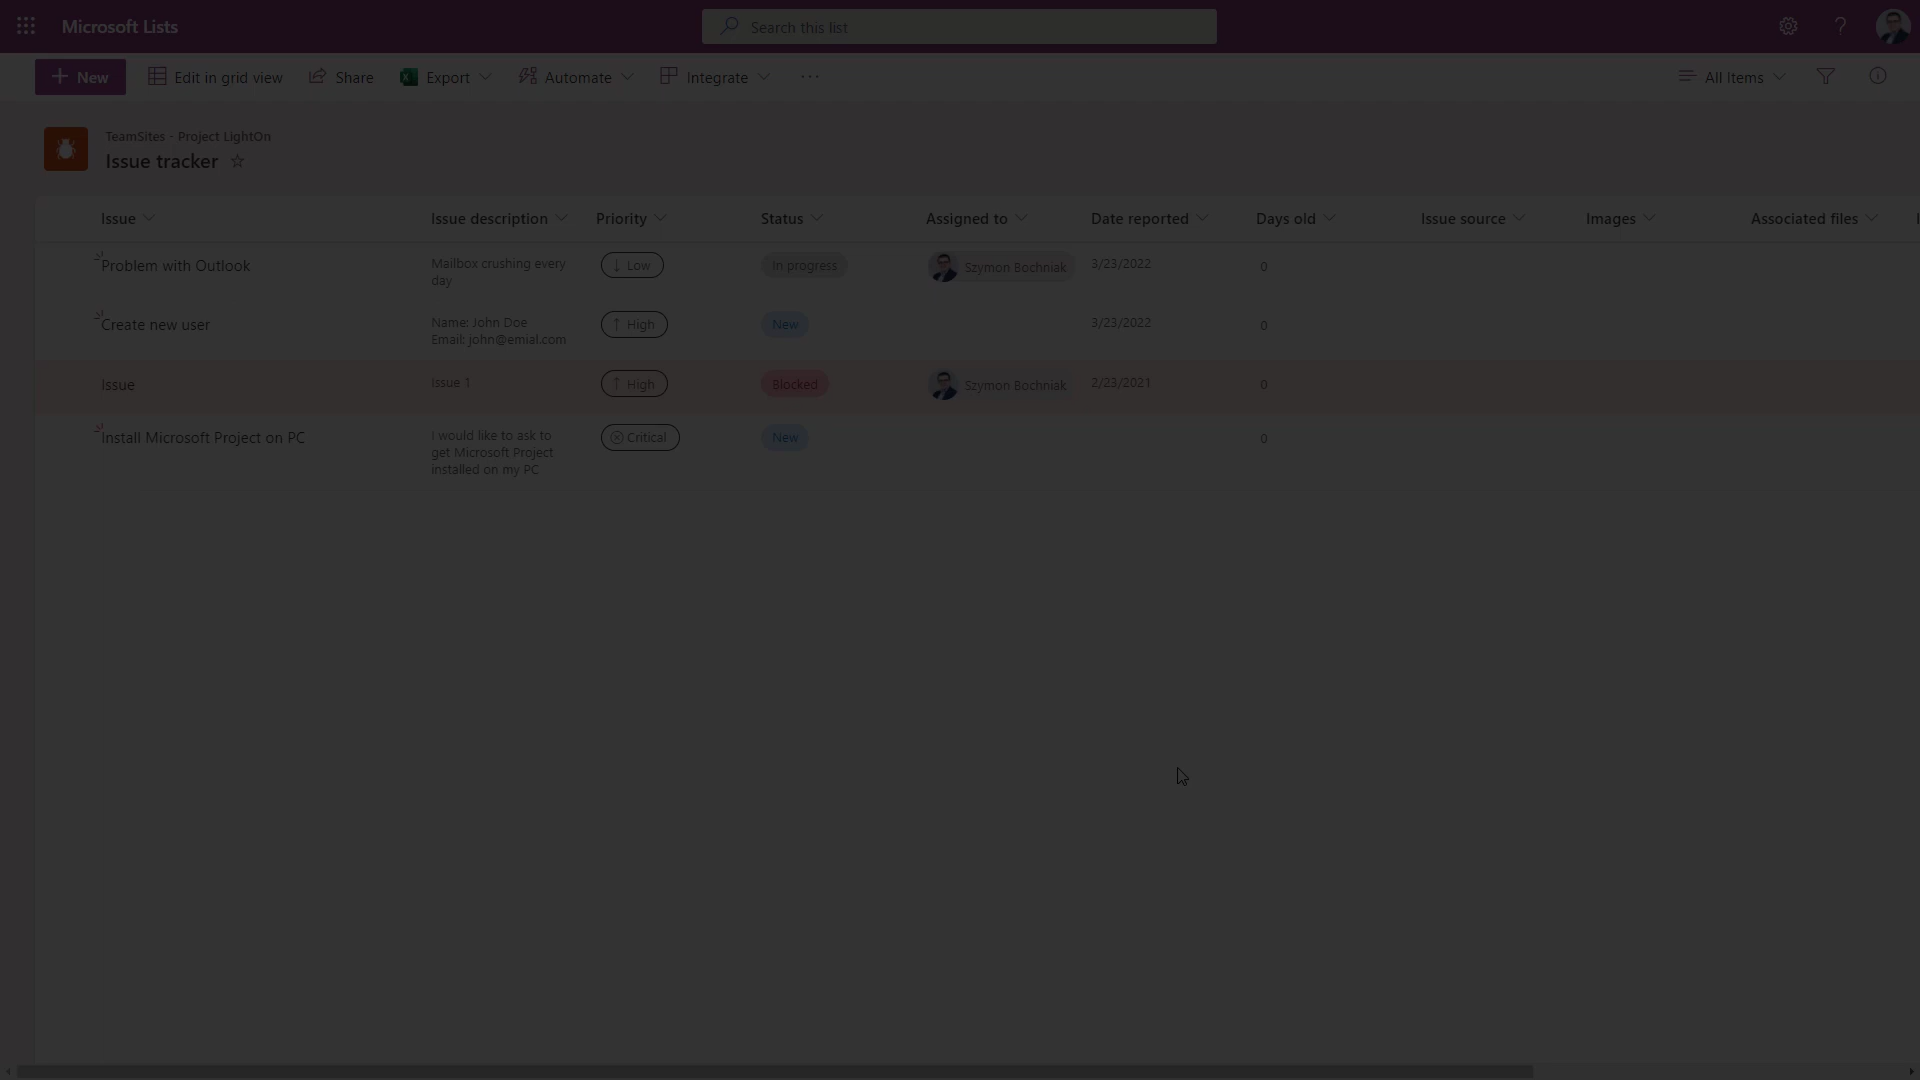 Microsoft Lists
Search this list
New
Edit in grid view
Share
Export
Automate
Integrate
All Items
TeamSites - Project LightOn
Issue tracker
Issue
Issue description
Priority
Status
Assigned to
Date reported
Days old
Issue source
Images
Associated files
Problem with Outlook
Mailbox crushing every
day
Low
In progress
Szymon Bochniak
3/23/2022
0
Create new user
Name: John Doe
Email: john@emial.com
High
New
3/23/2022
0
Issue
Issue 1
High
Blocked
Szymon Bochniak
2/23/2021
0
Install Microsoft Project on PC
I would like to ask to
get Microsoft Project
installed on my PC
Critical
New
0